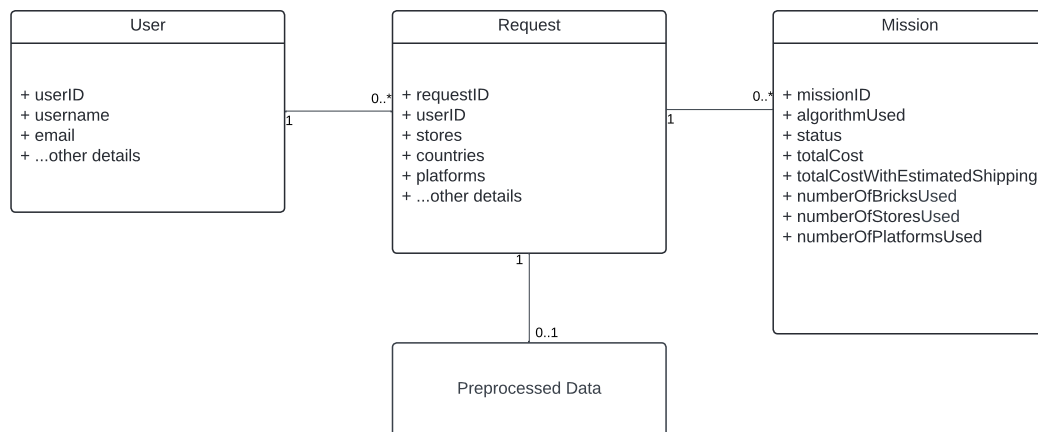 User
+ userID
+ username
+ email
+ ...other details
1
0..*
Request
+ requestID
+ userID
+ stores
+ countries
+ platforms
+ ...other details
1
0..*
Mission
+ missionID
+ algorithmUsed
+ status
+ totalCost
+ totalCostWithEstimatedShipping
+ numberOfBricksUsed
+ numberOfStoresUsed
+ numberOfPlatformsUsed
1
0..1
Preprocessed Data